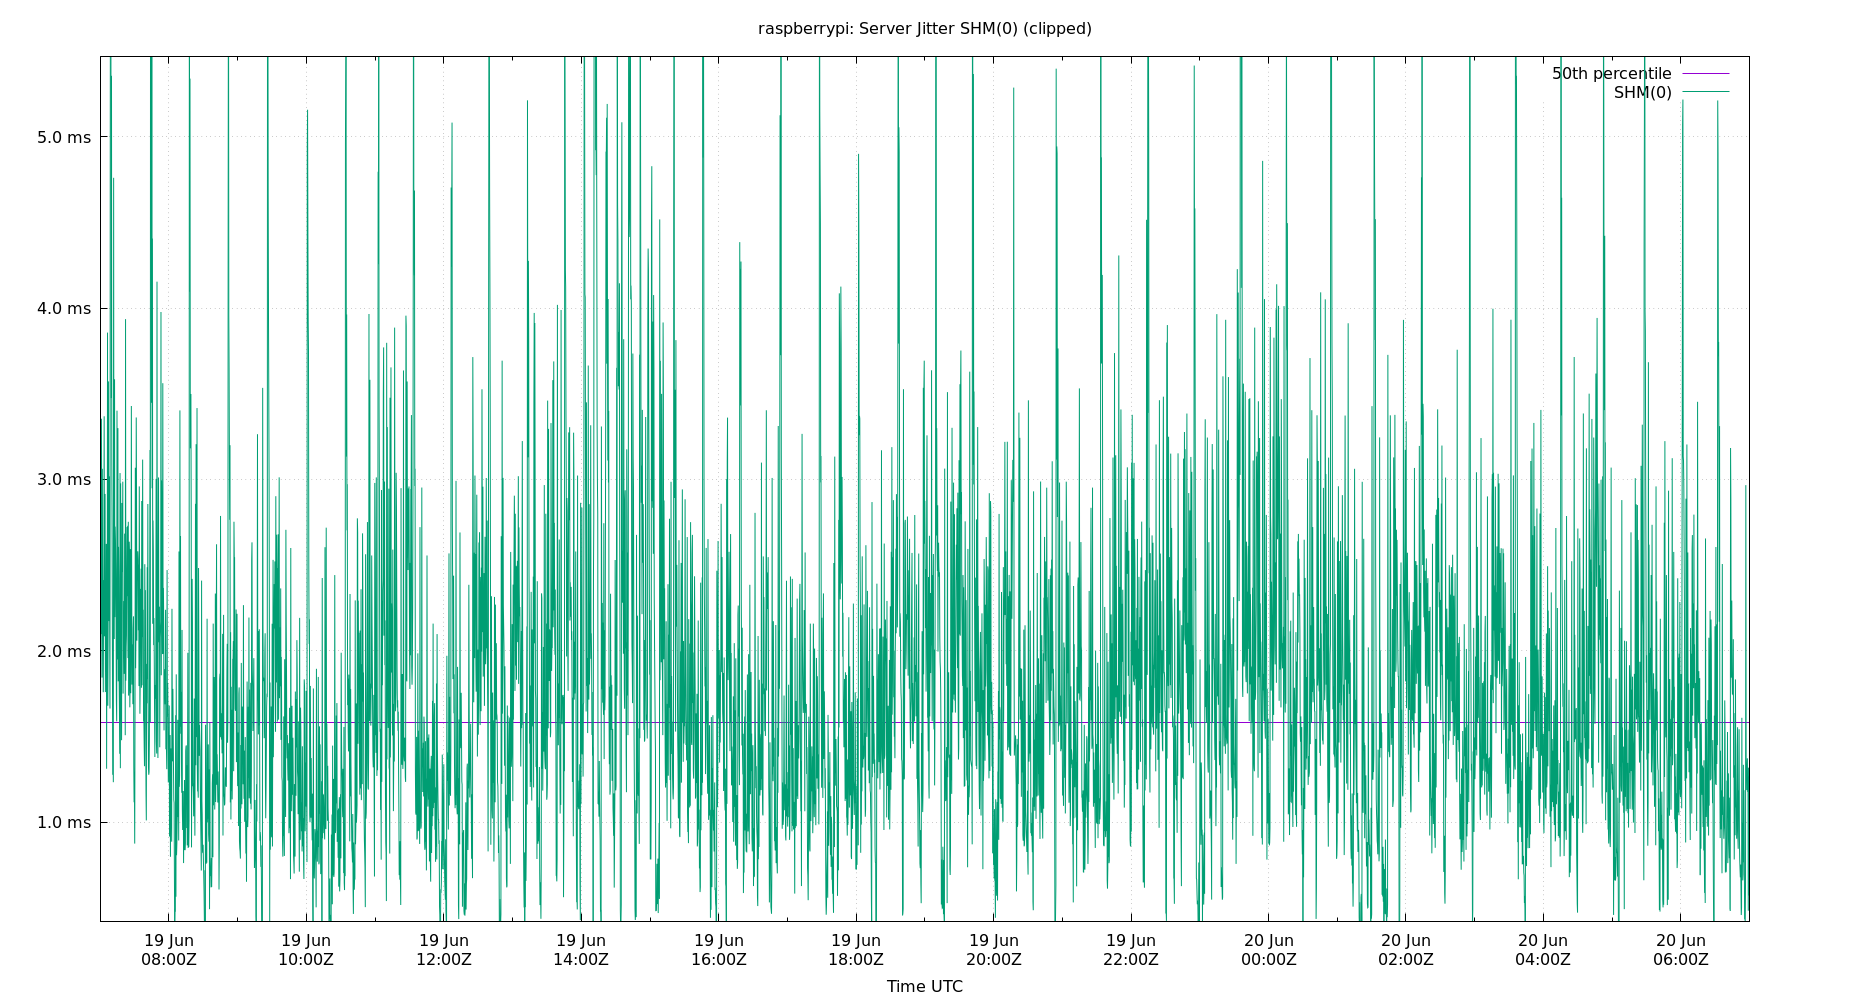 raspberrypi: Server Jitter SHM(0) (clipped)
50th percentile
SHM(0)
5.0 ms
4.0 ms
3.0 ms
2.0 ms
1.0 ms
19 Jun 19 Jun 19 Jun 19 Jun 19 Jun 19 Jun 19 Jun 19 Jun 20 Jun 20 Jun 20 Jun 20 Jun
08:00Z 10:00Z 12:00Z 14:00Z 16:00Z 18:00Z 20:00Z 22:00Z 00:00Z 02:00Z 04:00Z 06:00Z
Time UTC